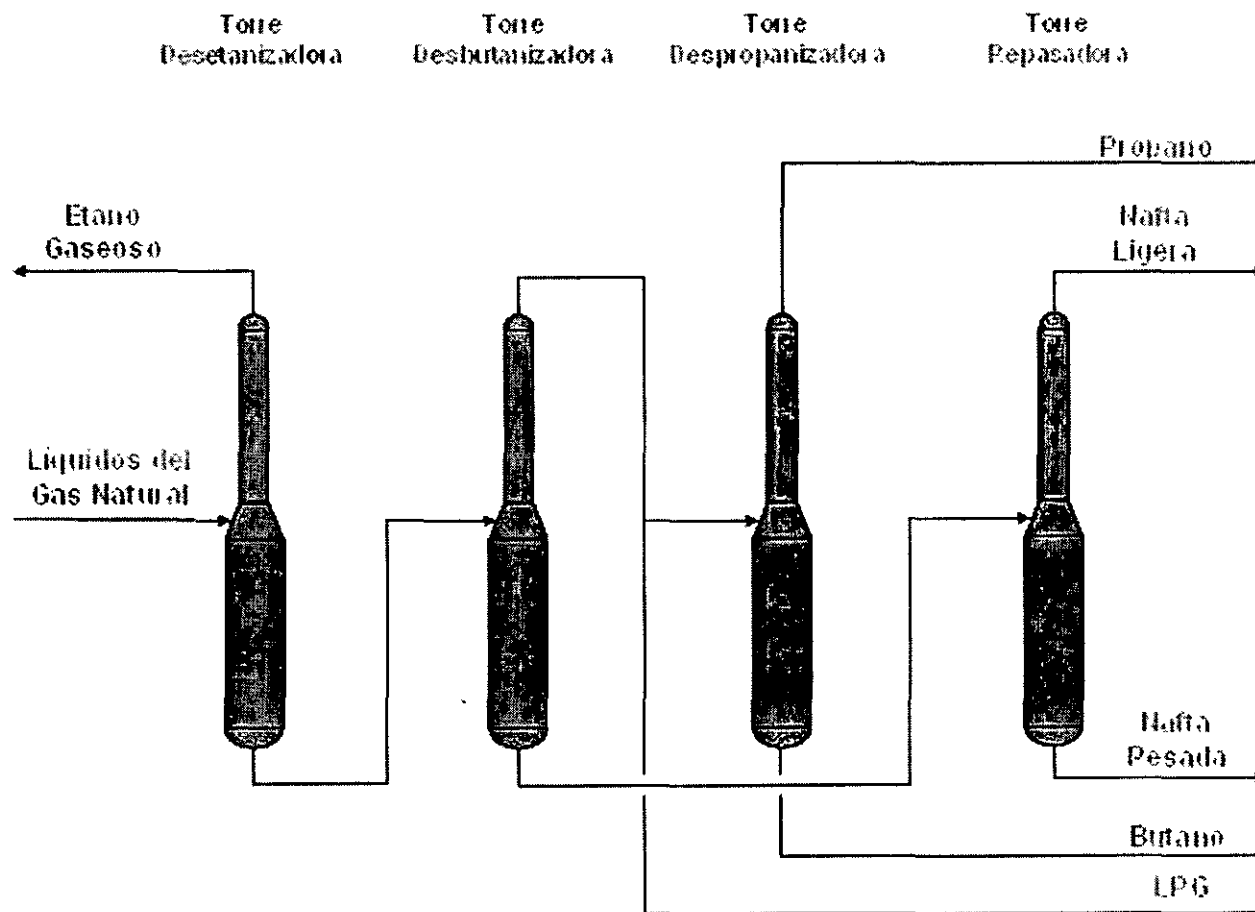 Torre
Desetanizadora
Torre
Desbutanizadora
Torre
Despropanizadora
Torre
Repasadora
Propano
Etano
Gaseoso
Nafta
Ligera
Líquidos del
Gas Natural
Nafta
Pesada
Butano
LPG